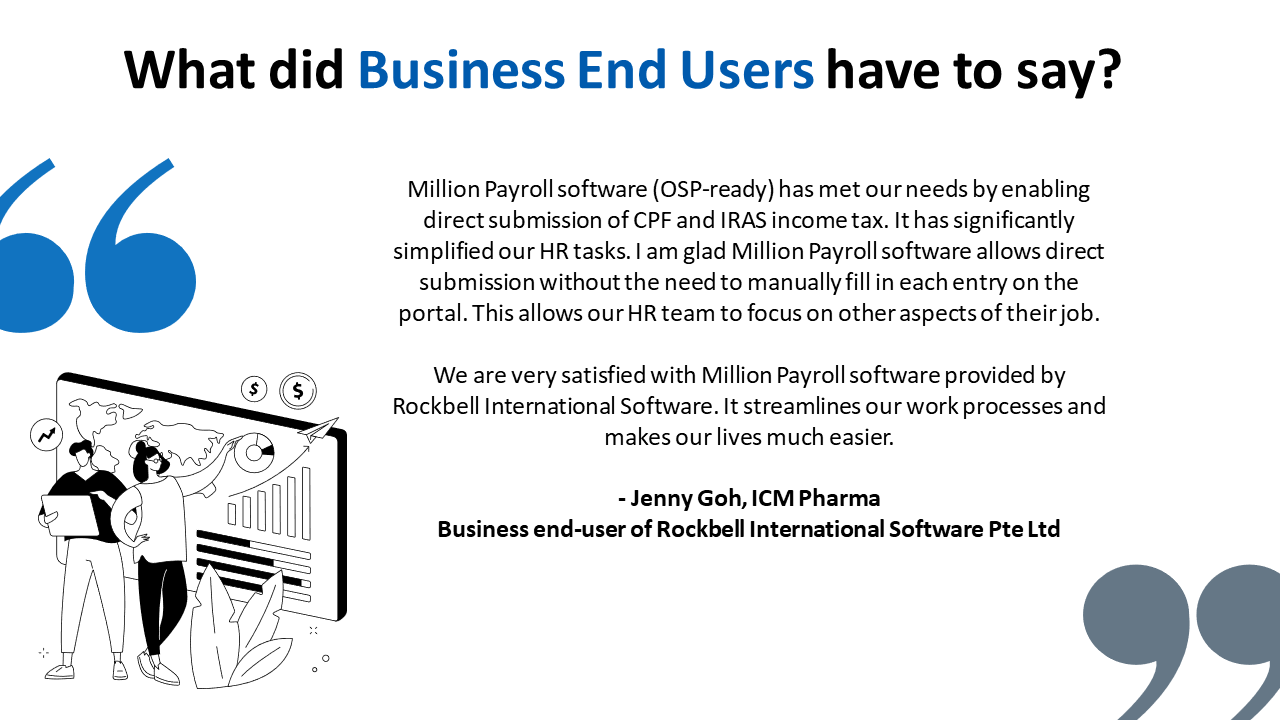 What did Business End Users have to say?
Million Payroll software (OSP-ready) has met our needs by enabling
direct submission of CPF and IRAS income tax. It has significantly
simplified our HR tasks. I am glad Million Payroll software allows direct
submission without the need to manually fill in each entry on the
portal. This allows our HR team to focus on other aspects of their job.
We are very satisfied with Million Payroll software provided by
Rockbell International Software. It streamlines our work processes and
makes our lives much easier.
- Jenny Goh, ICM Pharma
Business end-user of Rockbell International Software Pte Ltd